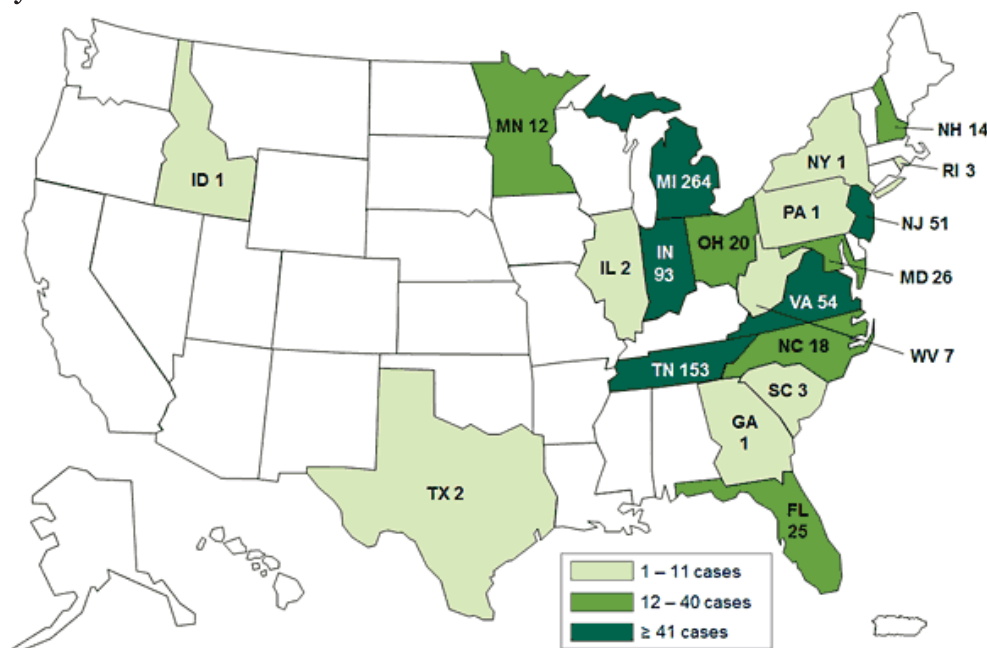 MN 12
NH 14
NY 1
RI 3
ID 1
MI 264
PA 1
NJ 51
OH 20
IL 2
IN
93
MD 26
VA 54
NC 18
WV 7
TN 153
SC 3
GA
1
TX 2
FL
25
1 – 11 cases
12 – 40 cases
≥ 41 cases